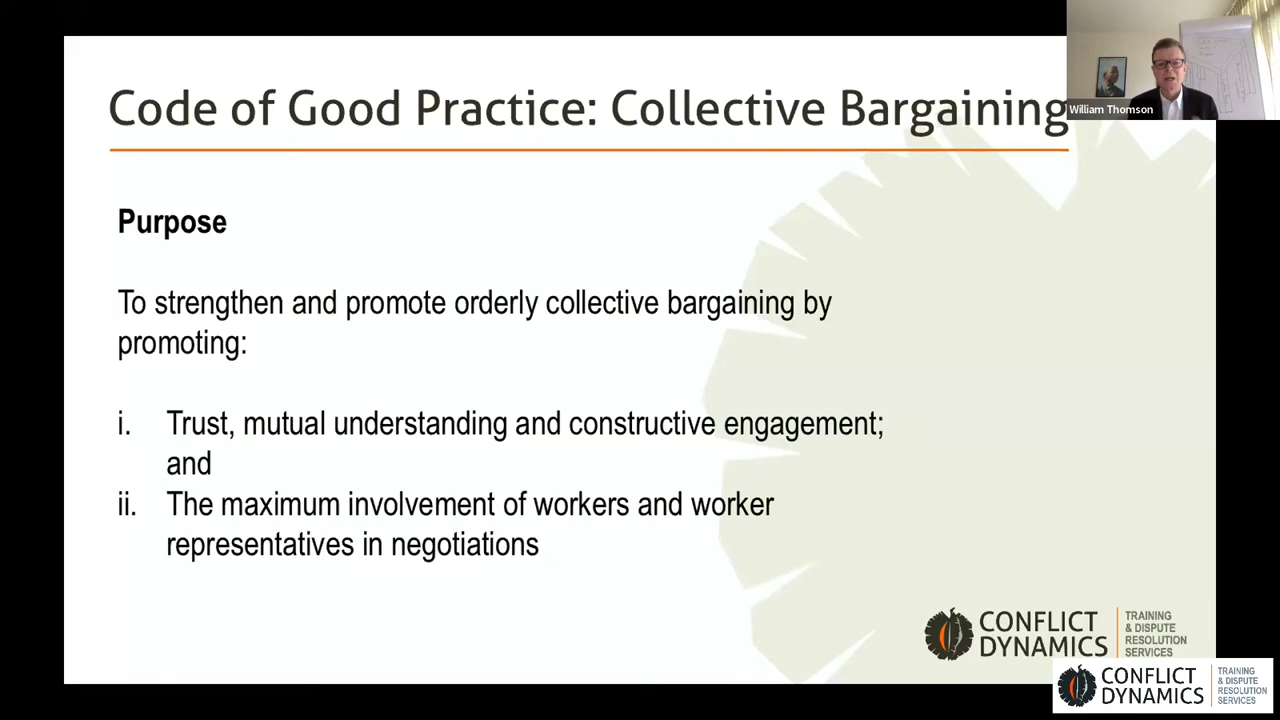 Code of Good Practice: Collective Bargaining
William Thomson
Purpose
To strengthen and promote orderly collective bargaining by
promoting:
i. Trust, mutual understanding and constructive engagement;
and
ii. The maximum involvement of workers and worker
representatives in negotiations
CONFLICT
DYNAMICS
TRAINING
& DISPUTE
RESOLUTION
SERVICES
CONFLICT
DYNAMICS
TRAINING
& DISPUTE
RESOLUTION
SERVICES